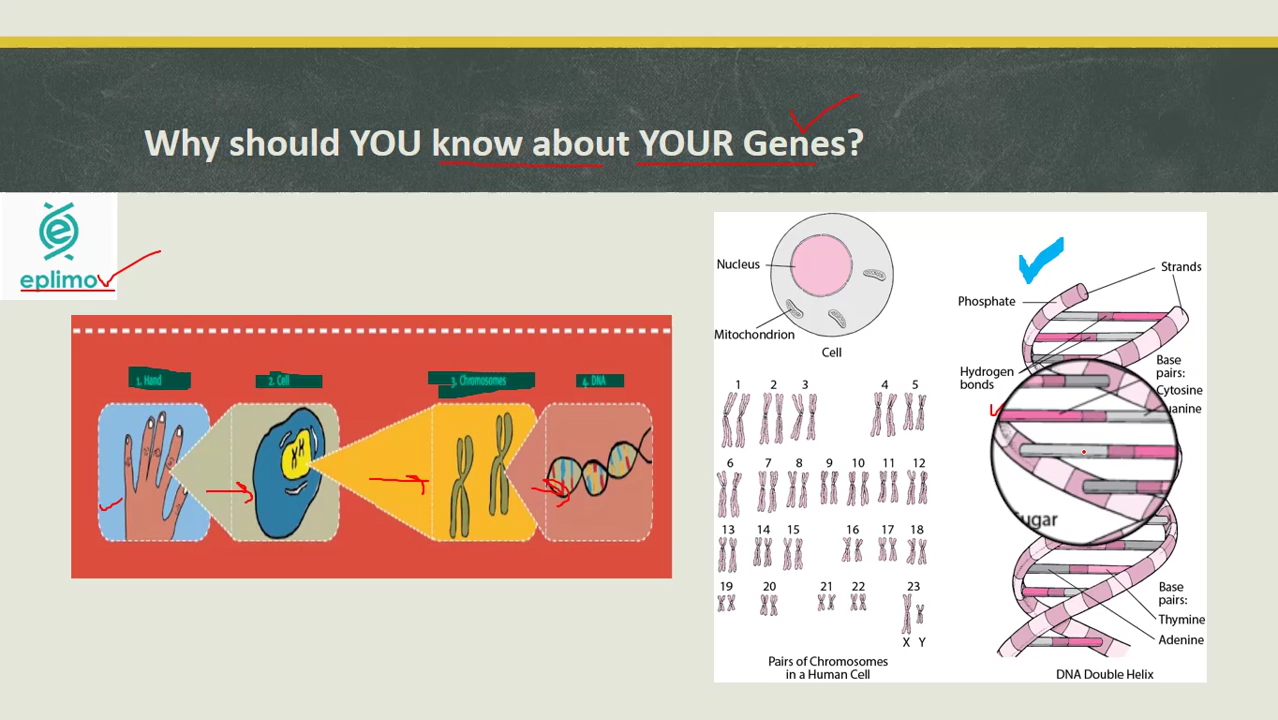 Why should YOU know about YOUR Genes?
eplimo
1. Hand
2. Cell
3. Chromosomes
4. DNA
Nucleus
Mitochondrion
Cell
1 2 3 4 5
6 7 8 9 10 11 12
13 14 15 16 17 18
19 20 21 22 23
X Y
Pairs of Chromosomes
in a Human Cell
Strands
Phosphate
Hydrogen
bonds
Base
pairs:
Cytosine
uanine
Sugar
Base
pairs:
Thymine
Adenine
DNA Double Helix